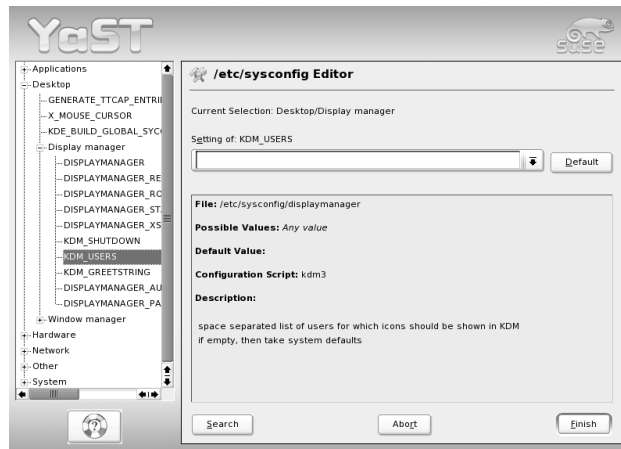 YaST
SUSE
Applications
Desktop
GENERATE_TTCAP_ENTRI
X_MOUSE_CURSOR
KDE_BUILD_GLOBAL_SYC
Display manager
DISPLAYMANAGER
DISPLAYMANAGER_RE
DISPLAYMANAGER_RO
DISPLAYMANAGER_ST
DISPLAYMANAGER_XS
KDM_SHUTDOWN
KDM_USERS
KDM_GREETSTRING
DISPLAYMANAGER_AU
DISPLAYMANAGER_PA
Window manager
Hardware
Network
Other
System
/etc/sysconfig Editor
Current Selection: Desktop/Display manager
Setting of: KDM_USERS
Default
File: /etc/sysconfig/displaymanager
Possible Values: Any value
Default Value:
Configuration Script: kdm3
Description:
space separated list of users for which icons should be shown in KDM
if empty, then take system defaults
Search
Abort
Finish